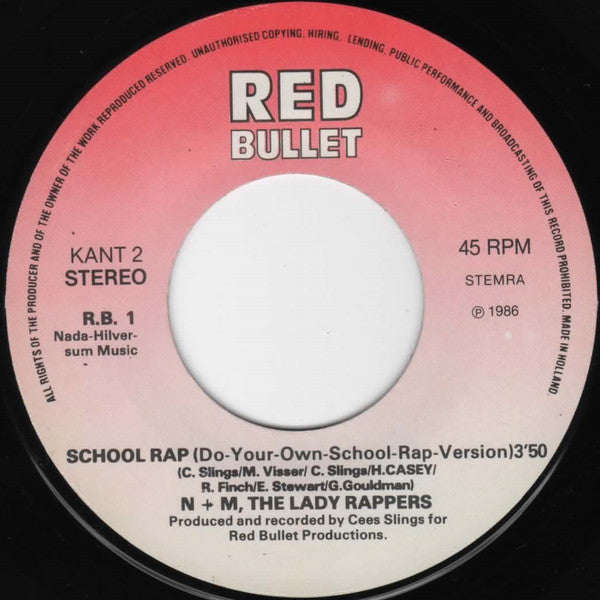 ALL RIGHTS OF THE PRODUCER AND OF THE OWNER OF THE WORK REPRODUCED RESERVED. UNAUTHORISED COPYING, HIRING, LENDING, PUBLIC PERFORMANCE AND BROADCASTING OF THIS RECORD PROHIBITED. MADE IN HOLLAND.
RED
BULLET
KANT 2
STEREO
45 RPM
STEMRA
R.B. 1
℗ 1986
Nada-Hilver-
sum Music
SCHOOL RAP (Do-Your-Own-School-Rap-Version)3'50
(C. Slings/M. Visser/ C. Slings/H.CASEY/
R. Finch/E. Stewart/G.Gouldman)
N + M, THE LADY RAPPERS
Produced and recorded by Cees Slings for
Red Bullet Productions.